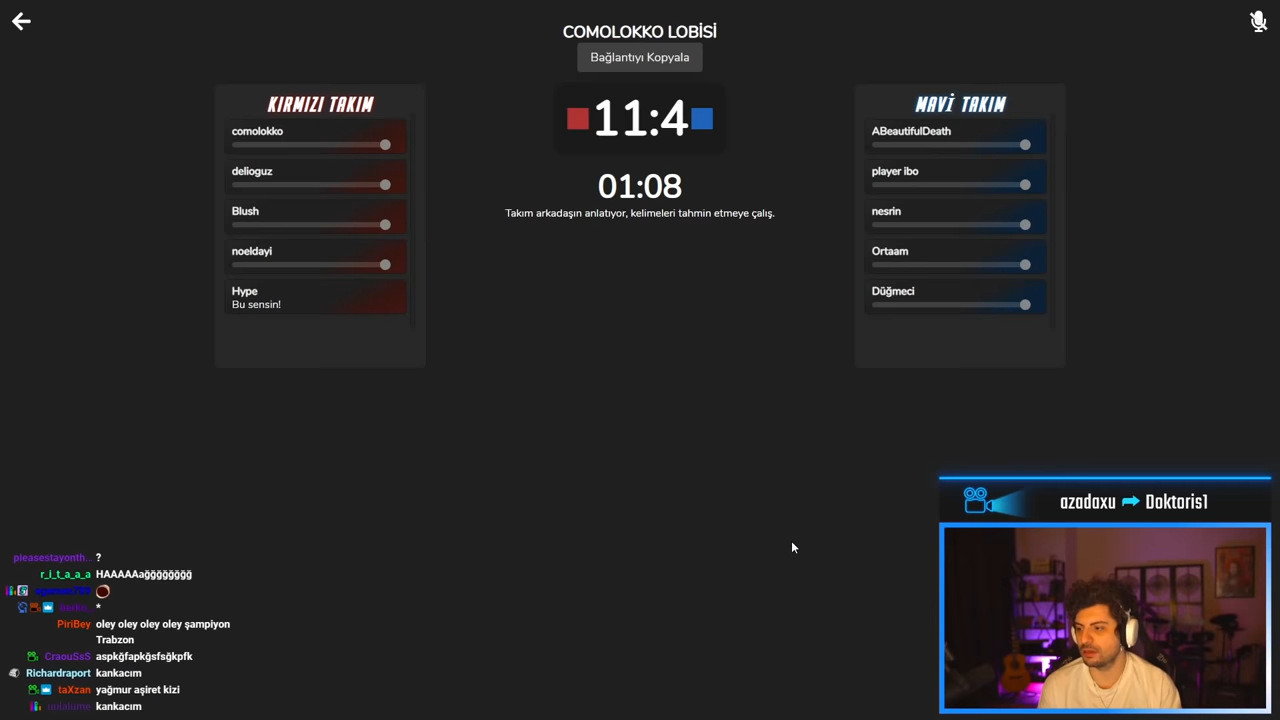 COMOLOKKO LOBİSİ
Bağlantıyı Kopyala
KIRMIZI TAKIM
comolokko
delioguz
Blush
noeldayi
Hype
Bu sensin!
11:4
01:08
Takım arkadaşın anlatıyor, kelimeleri tahmin etmeye çalış.
MAVİ TAKIM
ABeautifulDeath
player ibo
nesrin
Ortaam
Düğmeci
azadaxu ➡ Doktoris1
pleasestayonth.. ?
r_i_t_a_a_a HAAAAAağğğğğğğğ
*
PiriBey oley oley oley oley şampiyon
Trabzon
CraouSsS aspkğfapkğsfsğkpfk
Richardraport kankacım
taXzan yağmur aşiret kizi
kankacım